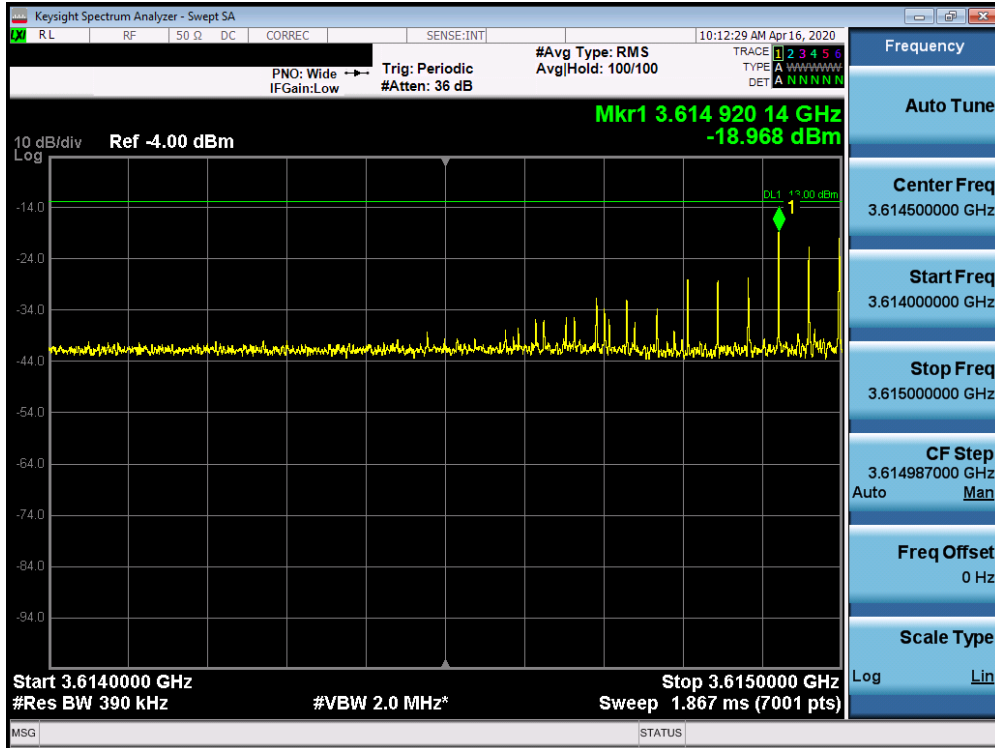 Keysight Spectrum Analyzer - Swept SA
LXI RL RF 50 Ω DC CORREC SENSE:INT 10:12:29 AM Apr 16, 2020
PNO: Wide Trig: Periodic #Avg Type: RMS TRACE 1 2 3 4 5 6
IFGain:Low #Atten: 36 dB Avg|Hold: 100/100 TYPE A WWWWW
DET A N N N N N
Mkr1 3.614 920 14 GHz
-18.968 dBm
10 dB/div Ref -4.00 dBm
Log
DL1 -13.00 dBm
1
-14.0
-24.0
-34.0
-44.0
-54.0
-64.0
-74.0
-84.0
-94.0
Start 3.6140000 GHz Stop 3.6150000 GHz
#Res BW 390 kHz #VBW 2.0 MHz* Sweep 1.867 ms (7001 pts)
MSG STATUS
Frequency
Auto Tune
Center Freq
3.614500000 GHz
Start Freq
3.614000000 GHz
Stop Freq
3.615000000 GHz
CF Step
3.614987000 GHz
Auto Man
Freq Offset
0 Hz
Scale Type
Log Lin